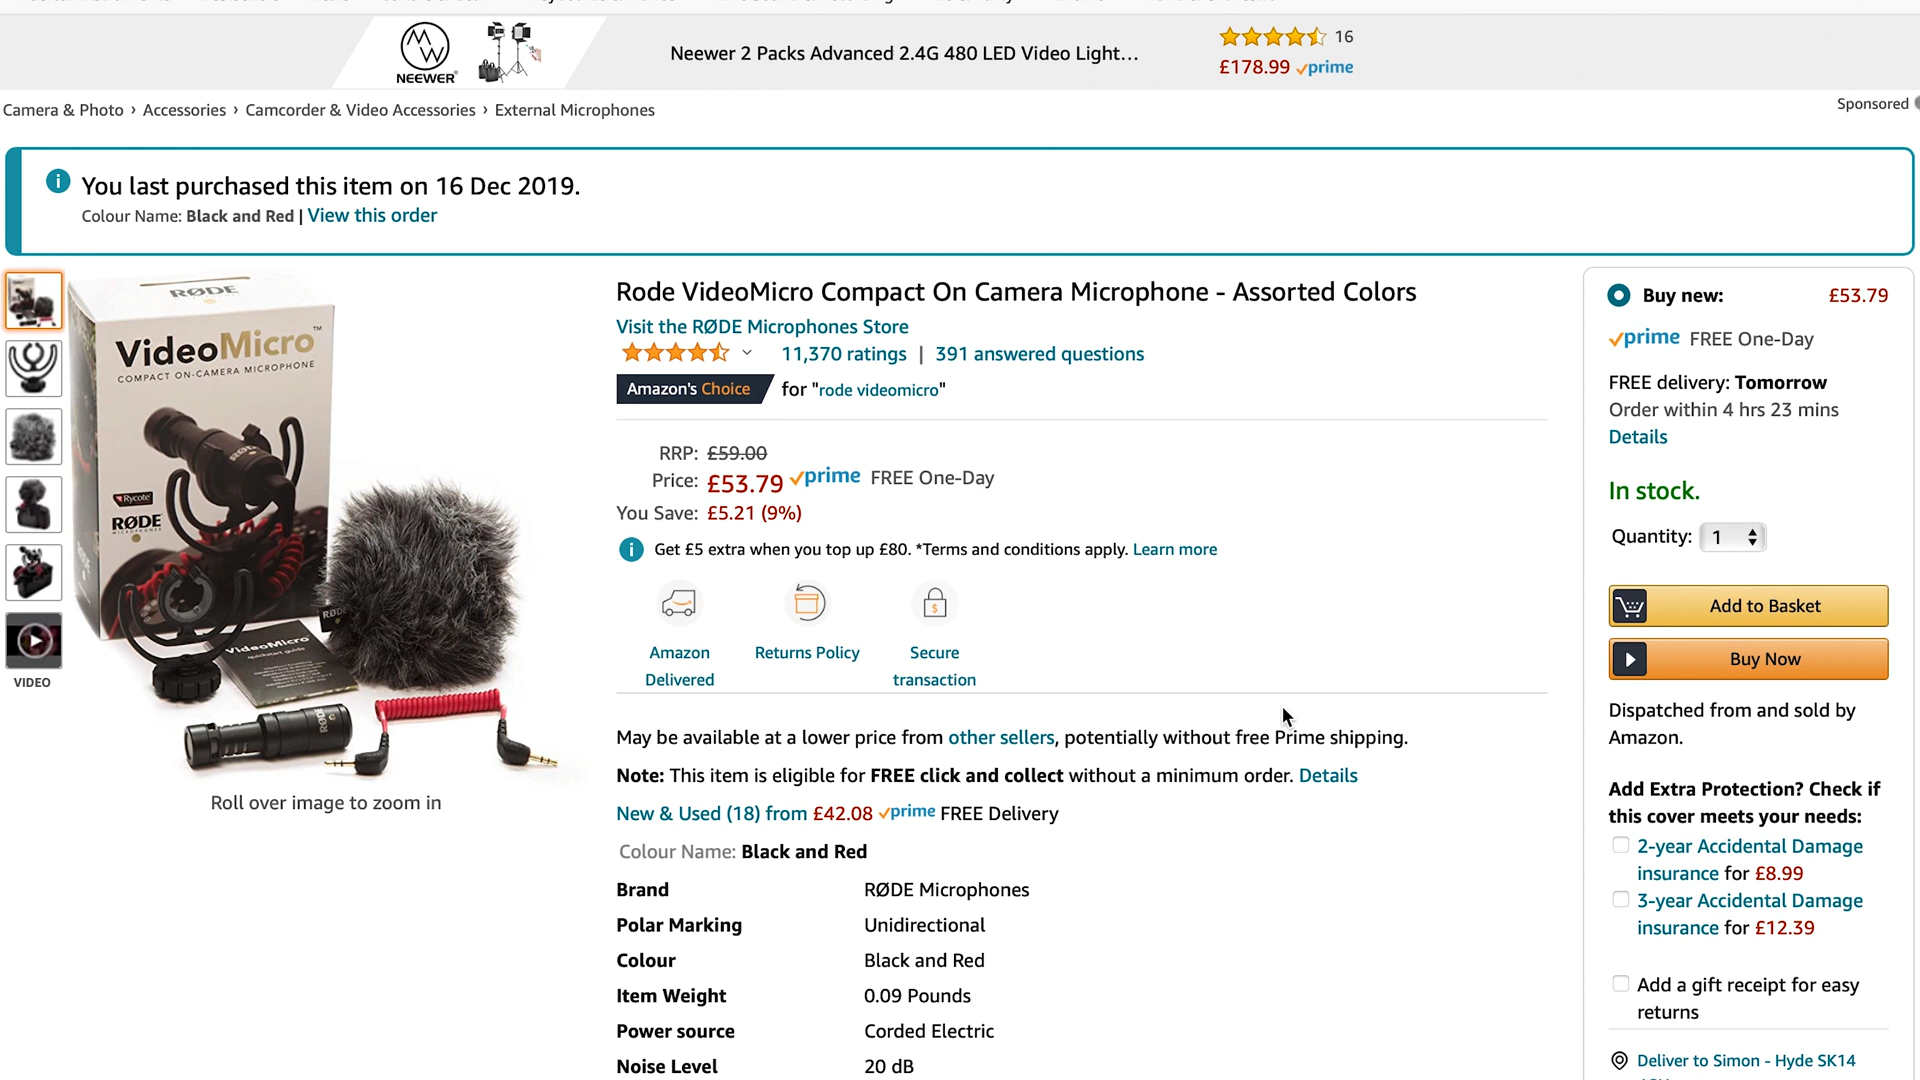 NEEWER
Neewer 2 Packs Advanced 2.4G 480 LED Video Light…
16
£178.99 prime
Camera & Photo › Accessories › Camcorder & Video Accessories › External Microphones
Sponsored
You last purchased this item on 16 Dec 2019.
Colour Name: Black and Red | View this order
RØDE
VideoMicro™
COMPACT ON-CAMERA MICROPHONE
Rycote
RØDE
MICROPHONES
RØDE
VideoMicro
quickstart guide
RØDE
VIDEO
Roll over image to zoom in
Rode VideoMicro Compact On Camera Microphone - Assorted Colors
Visit the RØDE Microphones Store
11,370 ratings | 391 answered questions
Amazon's Choice for "rode videomicro"
RRP: £59.00
Price: £53.79 prime FREE One-Day
You Save: £5.21 (9%)
Get £5 extra when you top up £80. *Terms and conditions apply. Learn more
Amazon
Delivered
Returns Policy
Secure
transaction
May be available at a lower price from other sellers, potentially without free Prime shipping.
Note: This item is eligible for FREE click and collect without a minimum order. Details
New & Used (18) from £42.08 prime FREE Delivery
Colour Name: Black and Red
Brand RØDE Microphones
Polar Marking Unidirectional
Colour Black and Red
Item Weight 0.09 Pounds
Power source Corded Electric
Noise Level 20 dB
Buy new: £53.79
prime FREE One-Day
FREE delivery: Tomorrow
Order within 4 hrs 23 mins
Details
In stock.
Quantity: 1
Add to Basket
Buy Now
Dispatched from and sold by
Amazon.
Add Extra Protection? Check if
this cover meets your needs:
2-year Accidental Damage
insurance for £8.99
3-year Accidental Damage
insurance for £12.39
Add a gift receipt for easy
returns
Deliver to Simon - Hyde SK14